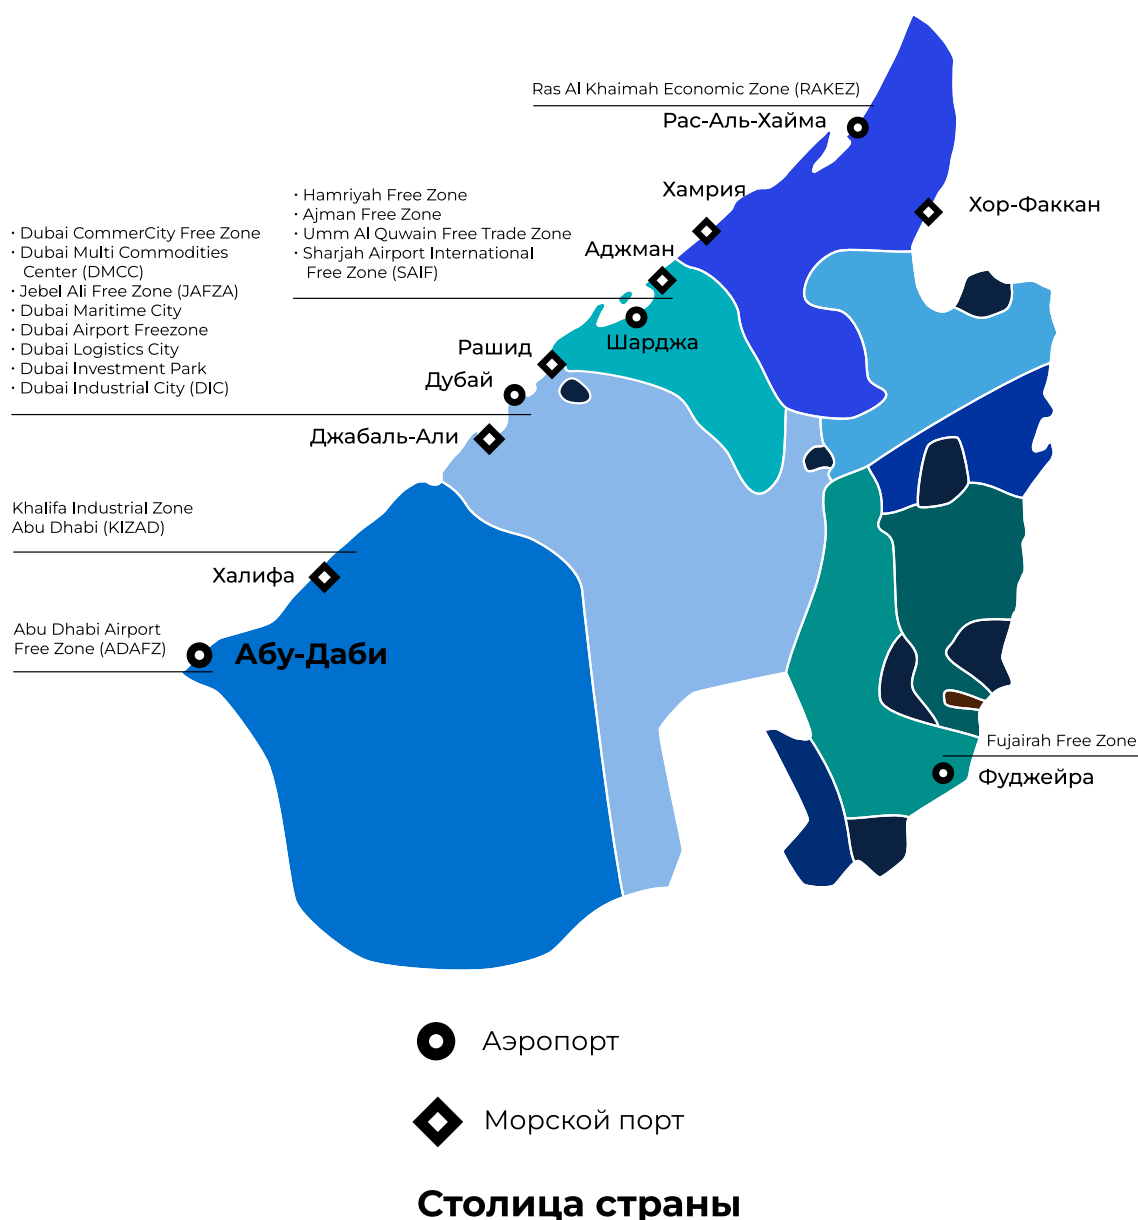 Ras Al Khaimah Economic Zone (RAKEZ)
Рас-Аль-Хайма
· Hamriyah Free Zone
· Ajman Free Zone
· Umm Al Quwain Free Trade Zone
· Sharjah Airport International
Free Zone (SAIF)
Хамрия
Хор-Факкан
Аджман
· Dubai CommerCity Free Zone
· Dubai Multi Commodities
Center (DMCC)
· Jebel Ali Free Zone (JAFZA)
· Dubai Maritime City
· Dubai Airport Freezone
· Dubai Logistics City
· Dubai Investment Park
· Dubai Industrial City (DIC)
Шарджа
Рашид
Дубай
Джабаль-Али
Khalifa Industrial Zone
Abu Dhabi (KIZAD)
Халифа
Abu Dhabi Airport
Free Zone (ADAFZ)
Абу-Даби
Fujairah Free Zone
Фуджейра
Аэропорт
Морской порт
Столица страны